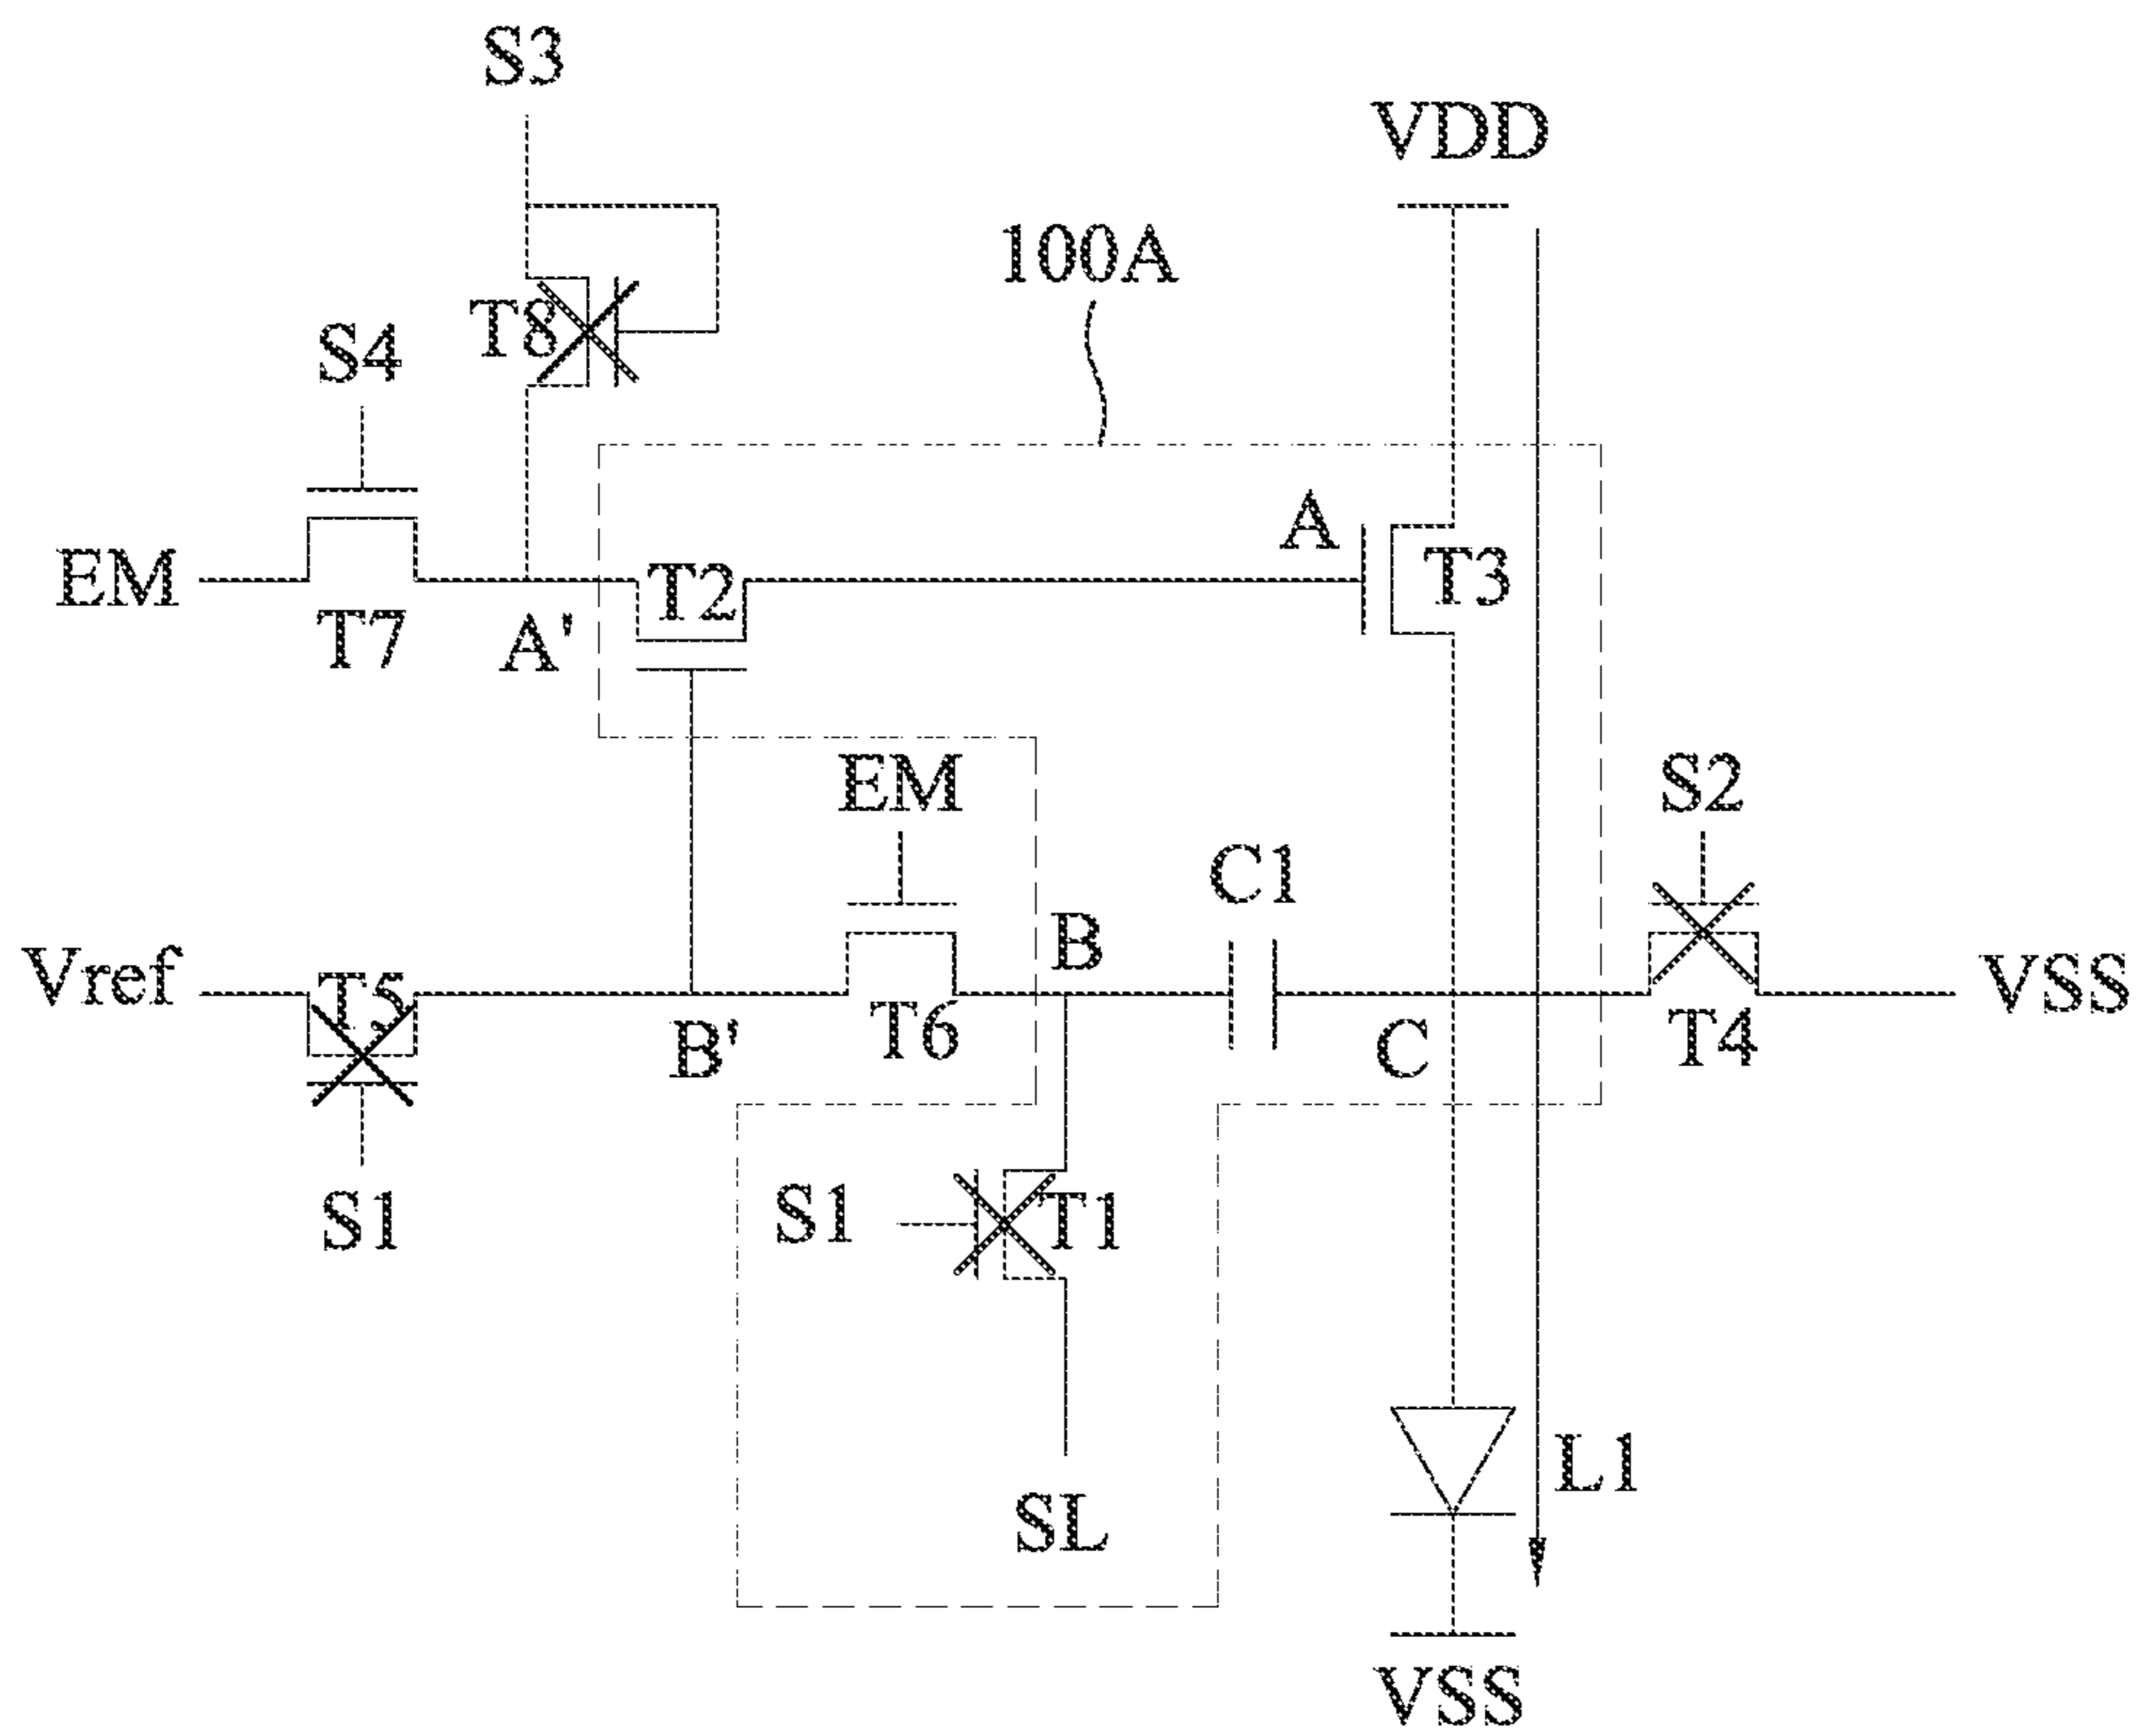 S3
VDD
100A
T8
S4
A
T3
EM
T2
T7
A'
EM
S2
C1
B
Vref
T5
VSS
B'
T6
C
T4
S1
T1
S1
L1
SL
VSS